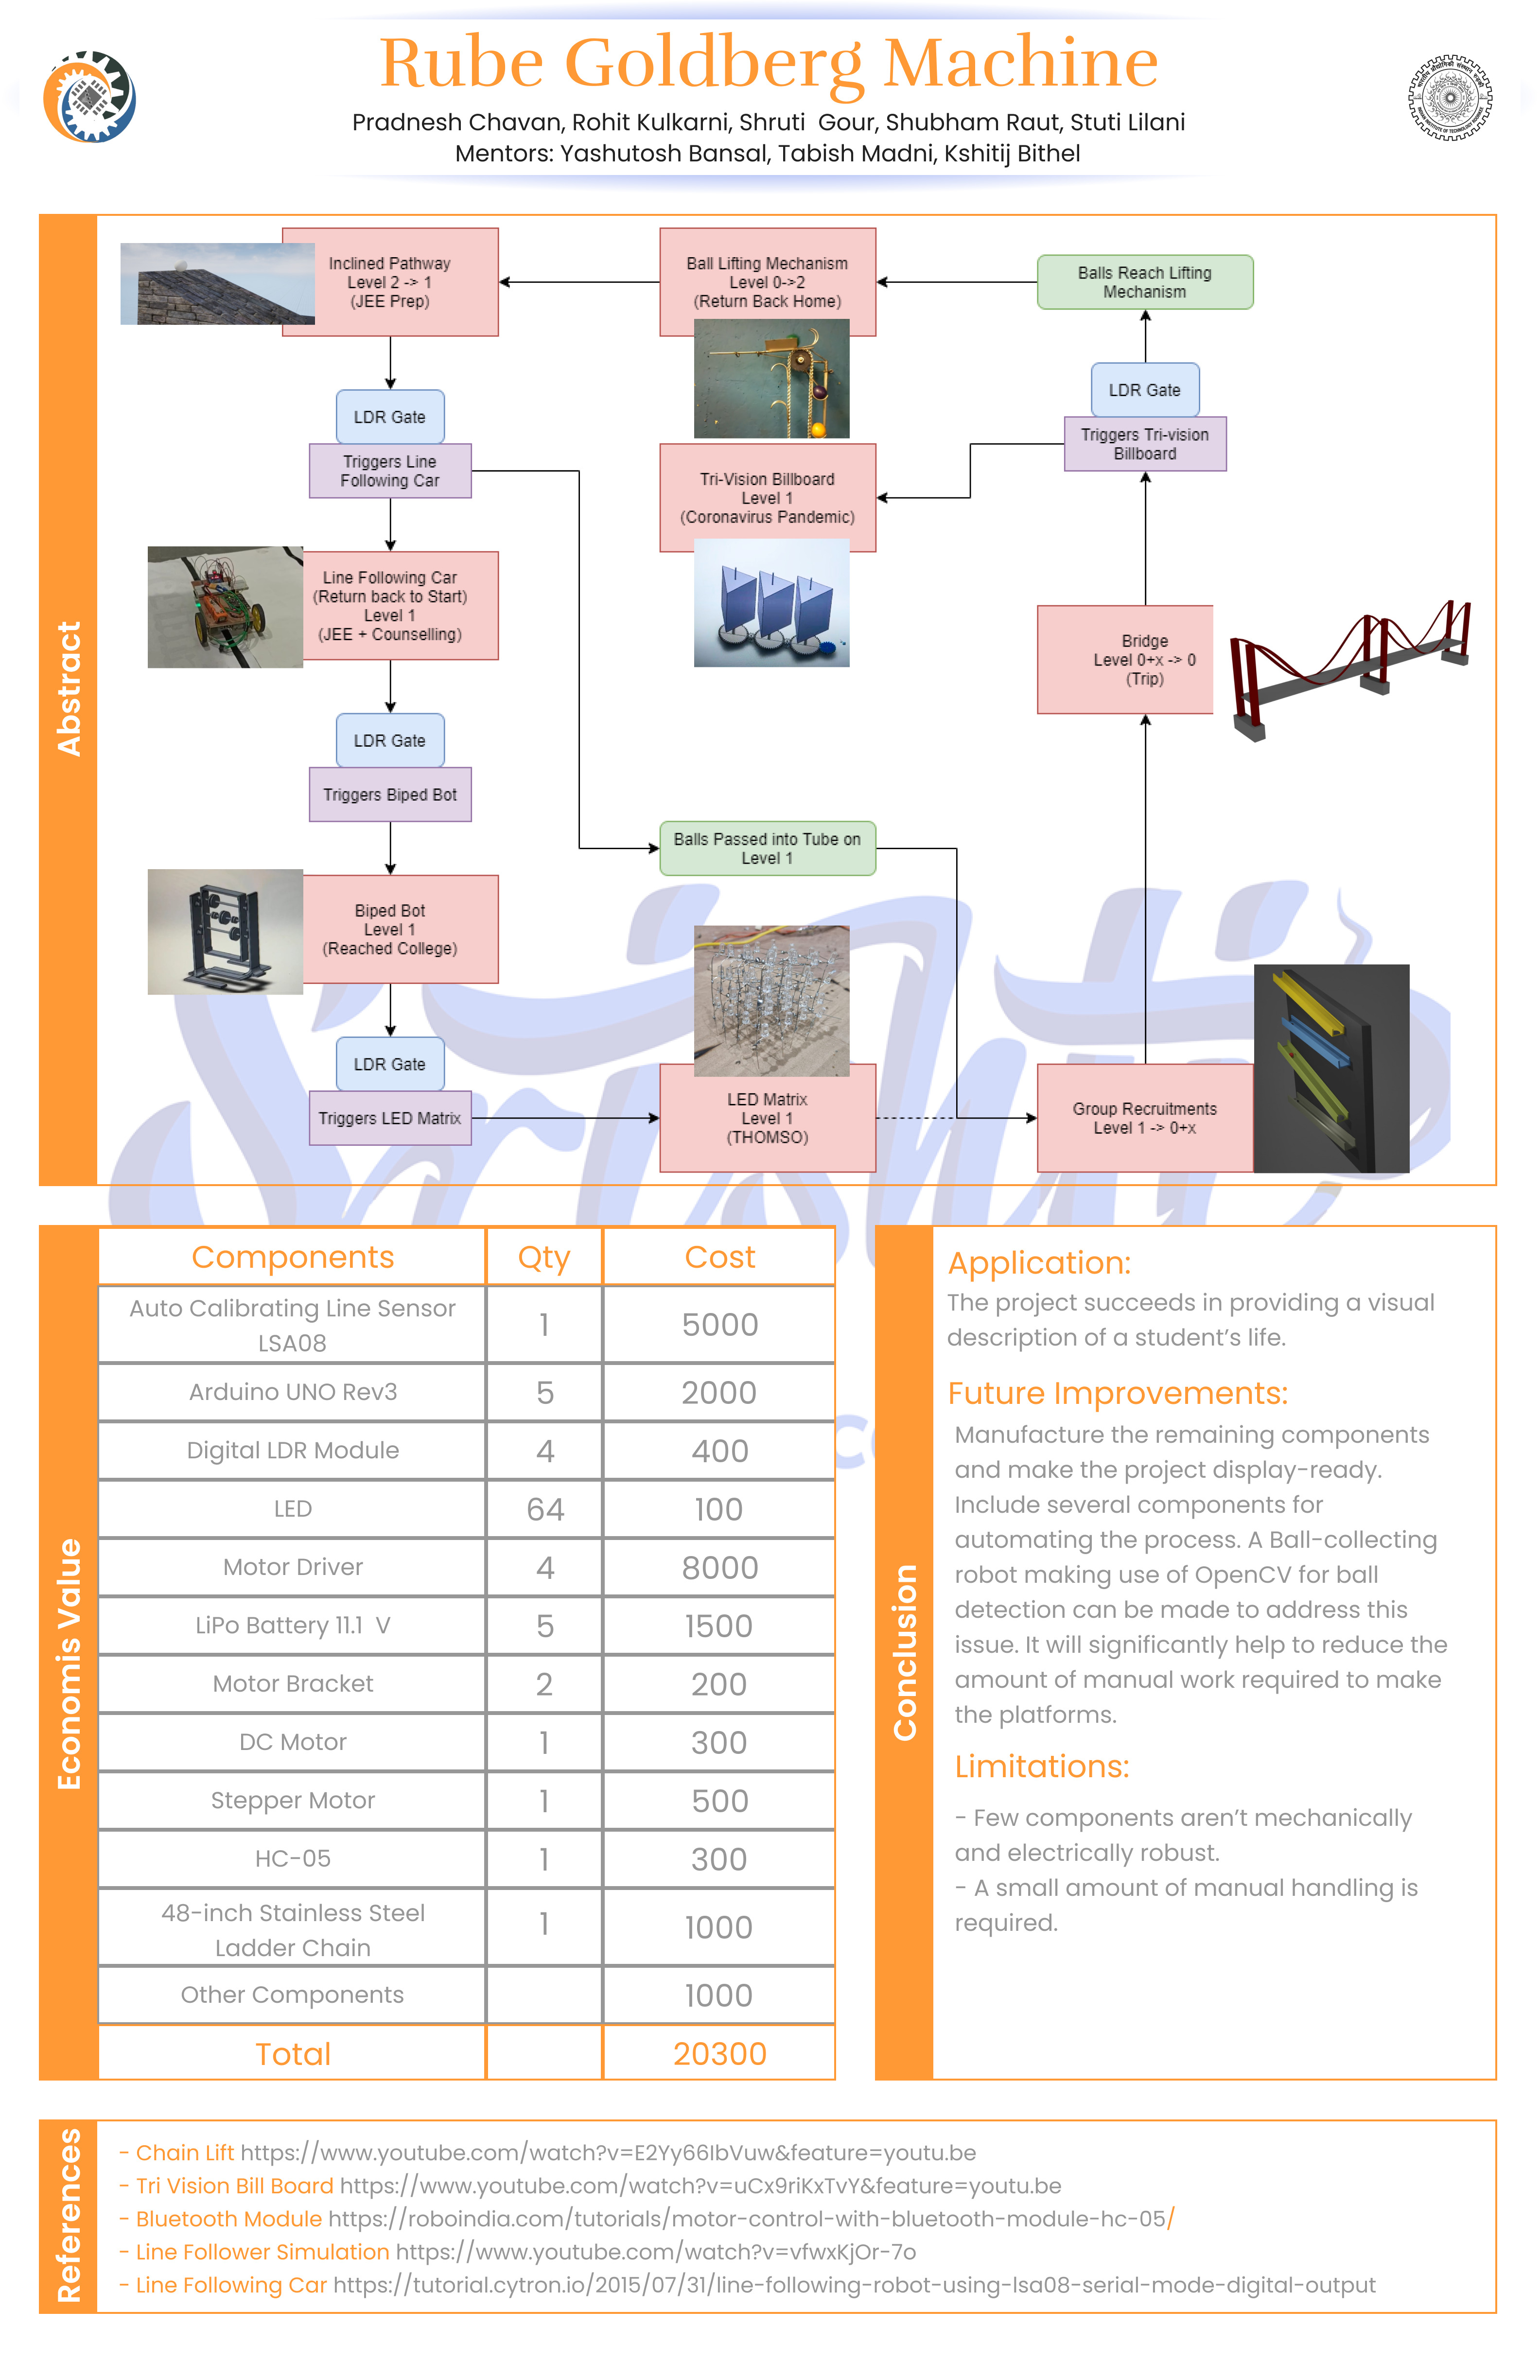 Rube Goldberg Machine
Pradnesh Chavan, Rohit Kulkarni, Shruti  Gour, Shubham Raut, Stuti Lilani
Mentors: Yashutosh Bansal, Tabish Madni, Kshitij Bithel
Abstract
Inclined Pathway
Level 2 -> 1
(JEE Prep)
Ball Lifting Mechanism
Level 0->2
(Return Back Home)
Balls Reach Lifting
Mechanism
LDR Gate
Triggers Line
Following Car
LDR Gate
Triggers Tri-vision
Billboard
Tri-Vision Billboard
Level 1
(Coronavirus Pandemic)
Line Following Car
(Return back to Start)
Level 1
(JEE + Counselling)
Bridge
Level 0+x -> 0
(Trip)
LDR Gate
Triggers Biped Bot
Balls Passed into Tube on
Level 1
Biped Bot
Level 1
(Reached College)
LDR Gate
Triggers LED Matrix
LED Matrix
Level 1
(THOMSO)
Group Recruitments
Level 1 -> 0+x
Srishti
Economis Value
Components Qty Cost
Auto Calibrating Line Sensor
LSA08 1 5000
Arduino UNO Rev3 5 2000
Digital LDR Module 4 400
LED 64 100
Motor Driver 4 8000
LiPo Battery 11.1  V 5 1500
Motor Bracket 2 200
DC Motor 1 300
Stepper Motor 1 500
HC-05 1 300
48-inch Stainless Steel
Ladder Chain 1 1000
Other Components 1000
Total 20300
Conclusion
Application:
The project succeeds in providing a visual
description of a student’s life.
Future Improvements:
Manufacture the remaining components
and make the project display-ready.
Include several components for
automating the process. A Ball-collecting
robot making use of OpenCV for ball
detection can be made to address this
issue. It will significantly help to reduce the
amount of manual work required to make
the platforms.
Limitations:
- Few components aren’t mechanically
and electrically robust.
- A small amount of manual handling is
required.
References
- Chain Lift https://www.youtube.com/watch?v=E2Yy66IbVuw&feature=youtu.be
- Tri Vision Bill Board https://www.youtube.com/watch?v=uCx9riKxTvY&feature=youtu.be
- Bluetooth Module https://roboindia.com/tutorials/motor-control-with-bluetooth-module-hc-05/
- Line Follower Simulation https://www.youtube.com/watch?v=vfwxKjOr-7o
- Line Following Car https://tutorial.cytron.io/2015/07/31/line-following-robot-using-lsa08-serial-mode-digital-output